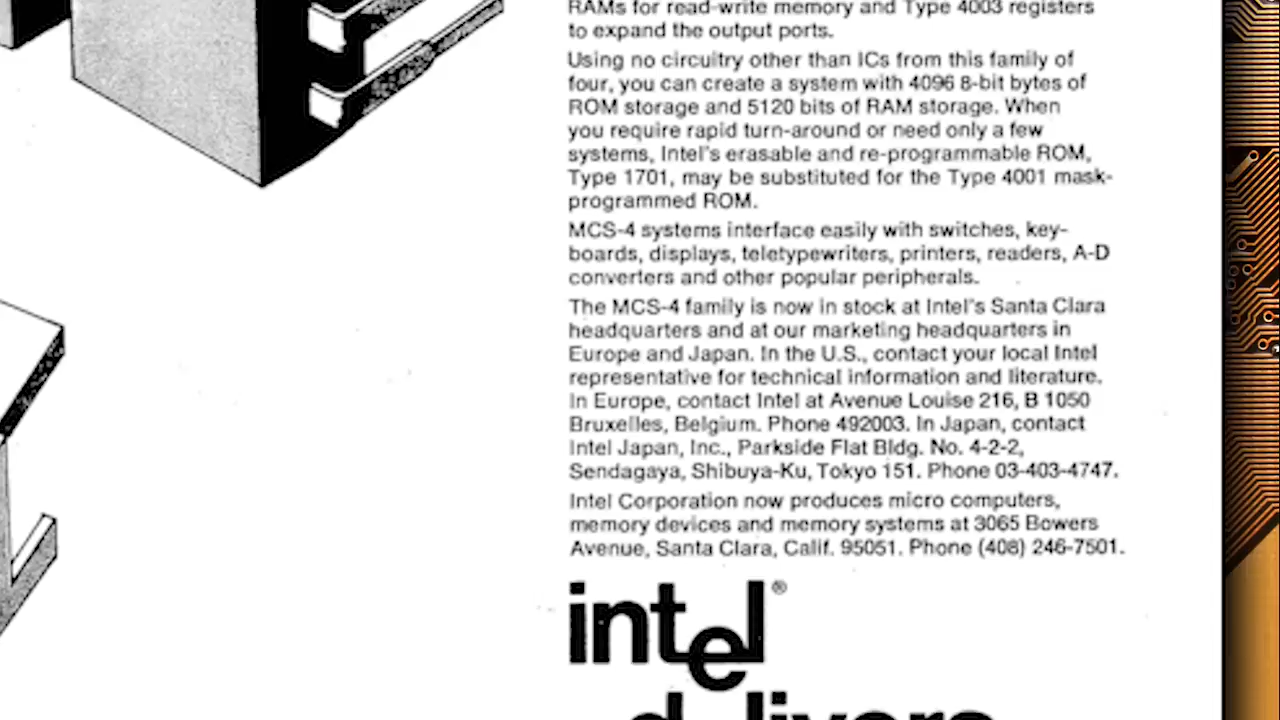 RAMs for read-write memory and Type 4003 registers
to expand the output ports.
Using no circuitry other than ICs from this family of
four, you can create a system with 4096 8-bit bytes of
ROM storage and 5120 bits of RAM storage. When
you require rapid turn-around or need only a few
systems, Intel's erasable and re-programmable ROM,
Type 1701, may be substituted for the Type 4001 mask-
programmed ROM.
MCS-4 systems interface easily with switches, key-
boards, displays, teletypewriters, printers, readers, A-D
converters and other popular peripherals.
The MCS-4 family is now in stock at Intel's Santa Clara
headquarters and at our marketing headquarters in
Europe and Japan. In the U.S., contact your local Intel
representative for technical information and literature.
In Europe, contact Intel at Avenue Louise 216, B 1050
Bruxelles, Belgium. Phone 492003. In Japan, contact
Intel Japan, Inc., Parkside Flat Bldg. No. 4-2-2,
Sendagaya, Shibuya-Ku, Tokyo 151. Phone 03-403-4747.
Intel Corporation now produces micro computers,
memory devices and memory systems at 3065 Bowers
Avenue, Santa Clara, Calif. 95051. Phone (408) 246-7501.
intel®
delivers